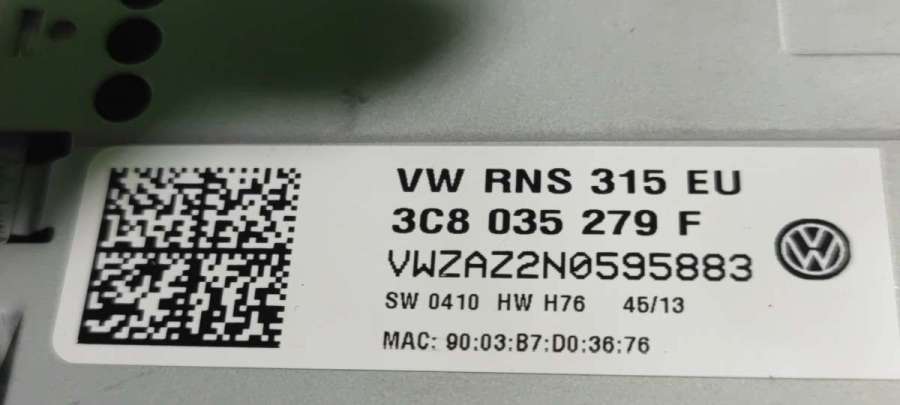 VW RNS 315 EU
3C8 035 279 F
VWZAZ2N0595883
SW 0410 HW H76 45/13
MAC: 90:03:B7:D0:36:76